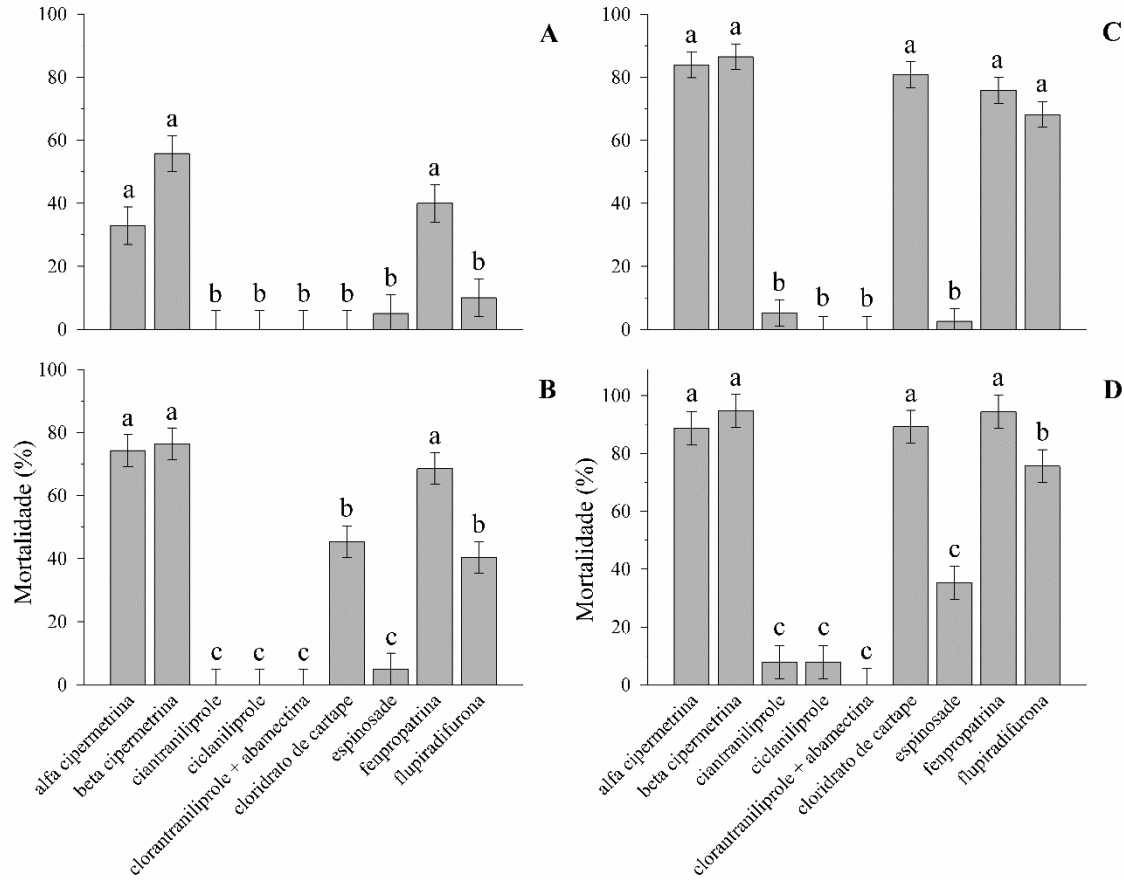 A
100
80
60
40
20
0
a
a
b
b
b
b
b
a
b
C
100
80
60
40
20
0
a
a
b
b
b
a
b
a
a
B
Mortalidade (%)
100
80
60
40
20
0
a
a
c
c
c
b
c
a
b
alfa cipermetrina
beta cipermetrina
ciantraniliprole
ciclaniliprole
clorantraniliprole + abamectina
cloridrato de cartape
espinosade
fenpropatrina
flupiradifurona
D
Mortalidade (%)
100
80
60
40
20
0
a
a
c
c
c
a
c
a
b
alfa cipermetrina
beta cipermetrina
ciantraniliprole
ciclaniliprole
clorantraniliprole + abamectina
cloridrato de cartape
espinosade
fenpropatrina
flupiradifurona